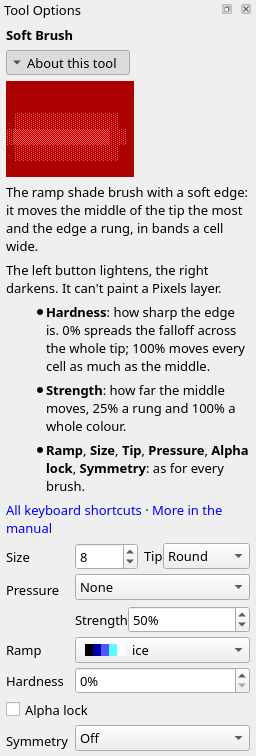 Tool Options
Soft Brush
About this tool
The ramp shade brush with a soft edge:
it moves the middle of the tip the most
and the edge a rung, in bands a cell
wide.
The left button lightens, the right
darkens. It can't paint a Pixels layer.
• Hardness: how sharp the edge
is. 0% spreads the falloff across
the whole tip; 100% moves every
cell as much as the middle.
• Strength: how far the middle
moves, 25% a rung and 100% a
whole colour.
• Ramp, Size, Tip, Pressure, Alpha
lock, Symmetry: as for every
brush.
All keyboard shortcuts · More in the
manual
Size 8 Tip Round
Pressure None
Strength 50%
Ramp ice
Hardness 0%
Alpha lock
Symmetry Off